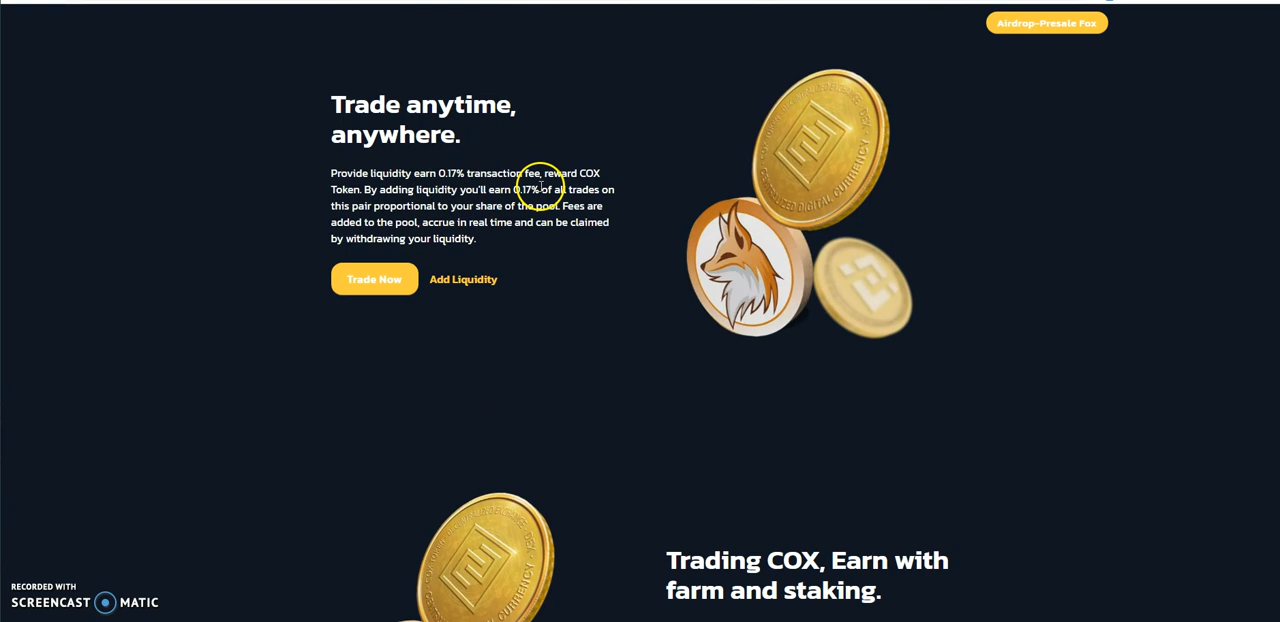 Airdrop-Presale Fox
Trade anytime,
anywhere.
Provide liquidity earn 0.17% transaction fee, reward COX
Token. By adding liquidity you'll earn 0.17% of all trades on
this pair proportional to your share of the pool. Fees are
added to the pool, accrue in real time and can be claimed
by withdrawing your liquidity.
Trade Now
Add Liquidity
DIGITAL CURRENCY
Trading COX, Earn with
farm and staking.
RECORDED WITH
SCREENCAST MATIC